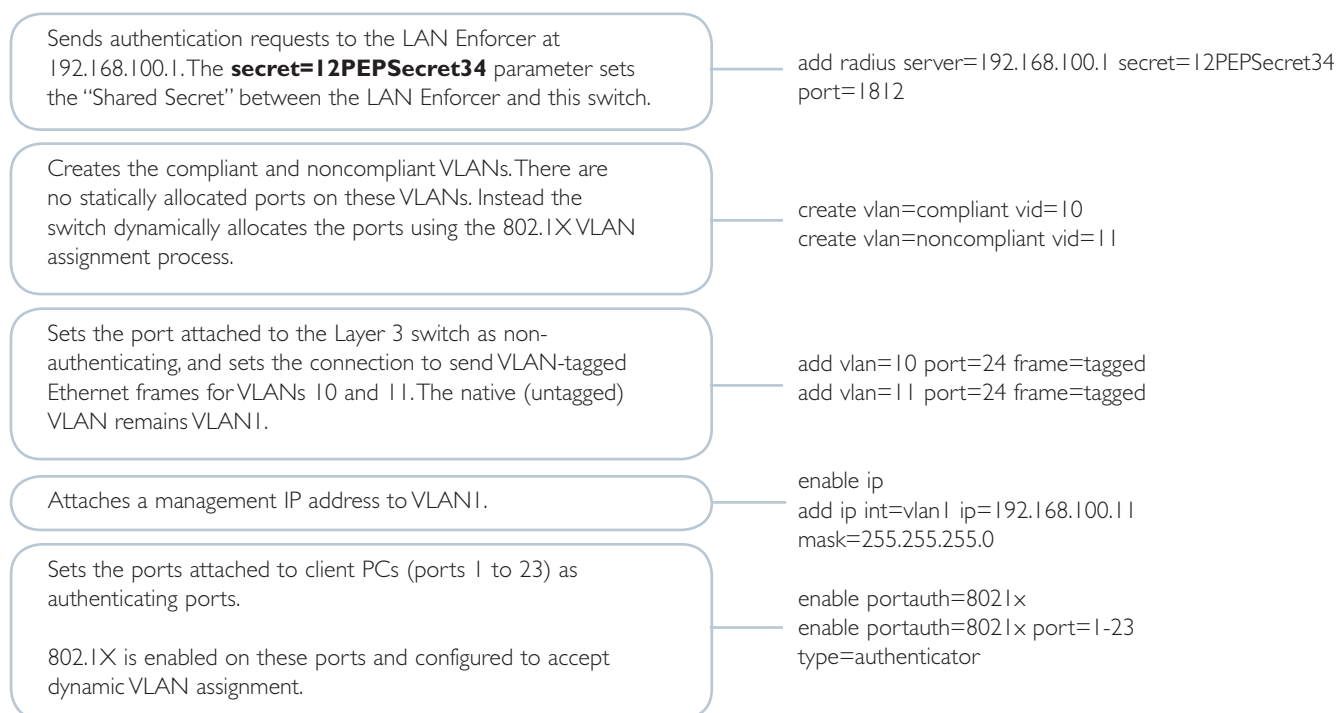 Sends authentication requests to the LAN Enforcer at
192.168.100.1. The secret=12PEPSecret34 parameter sets
the “Shared Secret” between the LAN Enforcer and this switch.
add radius server=192.168.100.1 secret=12PEPSecret34
port=1812
Creates the compliant and noncompliant VLANs. There are
no statically allocated ports on these VLANs. Instead the
switch dynamically allocates the ports using the 802.1X VLAN
assignment process.
create vlan=compliant vid=10
create vlan=noncompliant vid=11
Sets the port attached to the Layer 3 switch as non-
authenticating, and sets the connection to send VLAN-tagged
Ethernet frames for VLANs 10 and 11. The native (untagged)
VLAN remains VLAN1.
add vlan=10 port=24 frame=tagged
add vlan=11 port=24 frame=tagged
Attaches a management IP address to VLAN1.
enable ip
add ip int=vlan1 ip=192.168.100.11
mask=255.255.255.0
Sets the ports attached to client PCs (ports 1 to 23) as
authenticating ports.
802.1X is enabled on these ports and configured to accept
dynamic VLAN assignment.
enable portauth=8021x
enable portauth=8021x port=1-23
type=authenticator